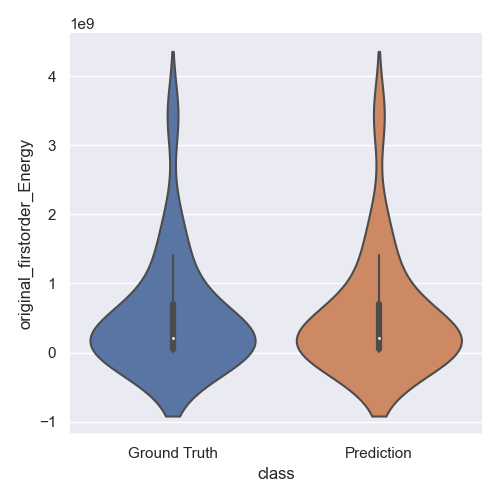 1e9
4
3
2
1
0
−1
original_firstorder_Energy
Ground Truth
Prediction
class